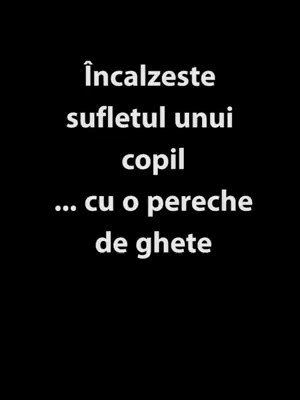 Încalzeste
sufletul unui
copil
... cu o pereche
de ghete